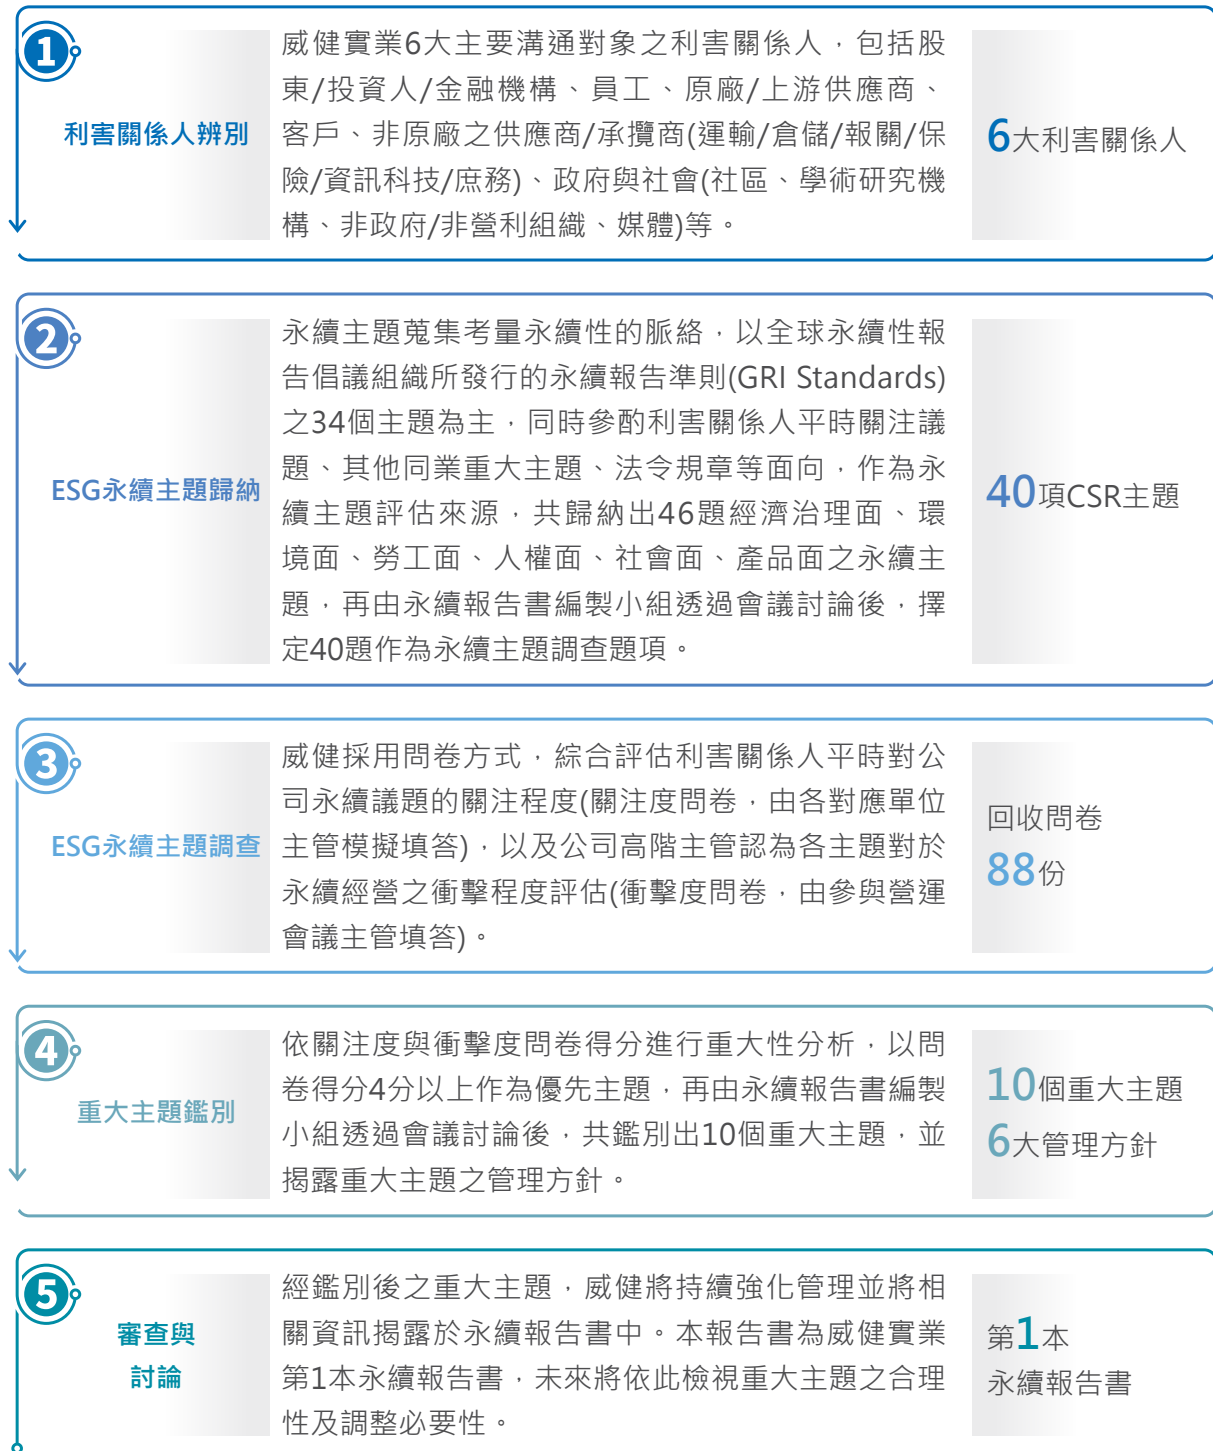 1
利害關係人辨別
威健實業6大主要溝通對象之利害關係人，包括股
東/投資人/金融機構、員工、原廠/上游供應商、
客戶、非原廠之供應商/承攬商(運輸/倉儲/報關/保
險/資訊科技/庶務)、政府與社會(社區、學術研究機
構、非政府/非營利組織、媒體)等。
6大利害關係人
2
ESG永續主題歸納
永續主題蒐集考量永續性的脈絡，以全球永續性報
告倡議組織所發行的永續報告準則(GRI Standards)
之34個主題為主，同時參酌利害關係人平時關注議
題、其他同業重大主題、法令規章等面向，作為永
續主題評估來源，共歸納出46題經濟治理面、環
境面、勞工面、人權面、社會面、產品面之永續主
題，再由永續報告書編製小組透過會議討論後，擇
定40題作為永續主題調查題項。
40項CSR主題
3
ESG永續主題調查
威健採用問卷方式，綜合評估利害關係人平時對公
司永續議題的關注程度(關注度問卷，由各對應單位
主管模擬填答)，以及公司高階主管認為各主題對於
永續經營之衝擊程度評估(衝擊度問卷，由參與營運
會議主管填答)。
回收問卷
88份
4
重大主題鑑別
依關注度與衝擊度問卷得分進行重大性分析，以問
卷得分4分以上作為優先主題，再由永續報告書編製
小組透過會議討論後，共鑑別出10個重大主題，並
揭露重大主題之管理方針。
10個重大主題
6大管理方針
5
審查與
討論
經鑑別後之重大主題，威健將持續強化管理並將相
關資訊揭露於永續報告書中。本報告書為威健實業
第1本永續報告書，未來將依此檢視重大主題之合理
性及調整必要性。
第1本
永續報告書